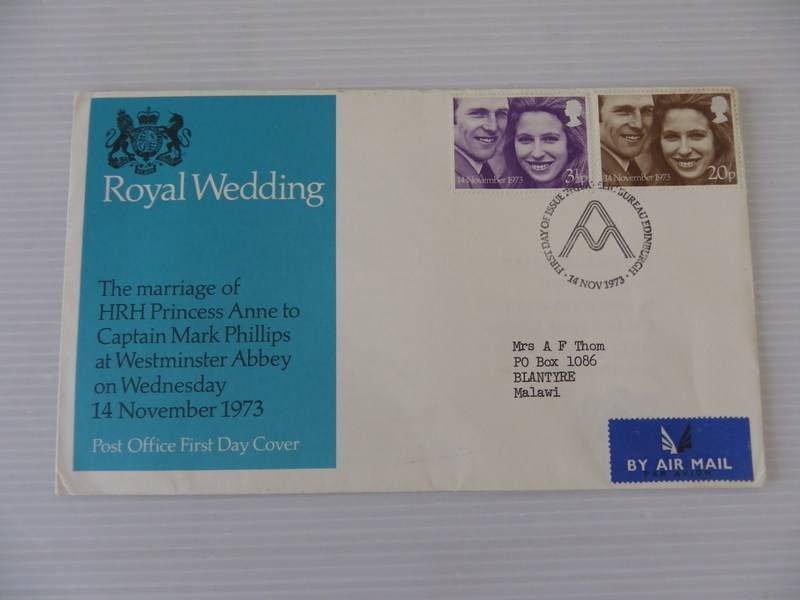 Royal Wedding
The marriage of
HRH Princess Anne to
Captain Mark Phillips
at Westminster Abbey
on Wednesday
14 November 1973
Post Office First Day Cover
14 November 1973
3½p
14 November 1973
20p
FIRST DAY OF ISSUE BUREAU EDINBURGH
14 NOV 1973
Mrs A F Thom
PO Box 1086
BLANTYRE
Malawi
BY AIR MAIL
PAR AVION